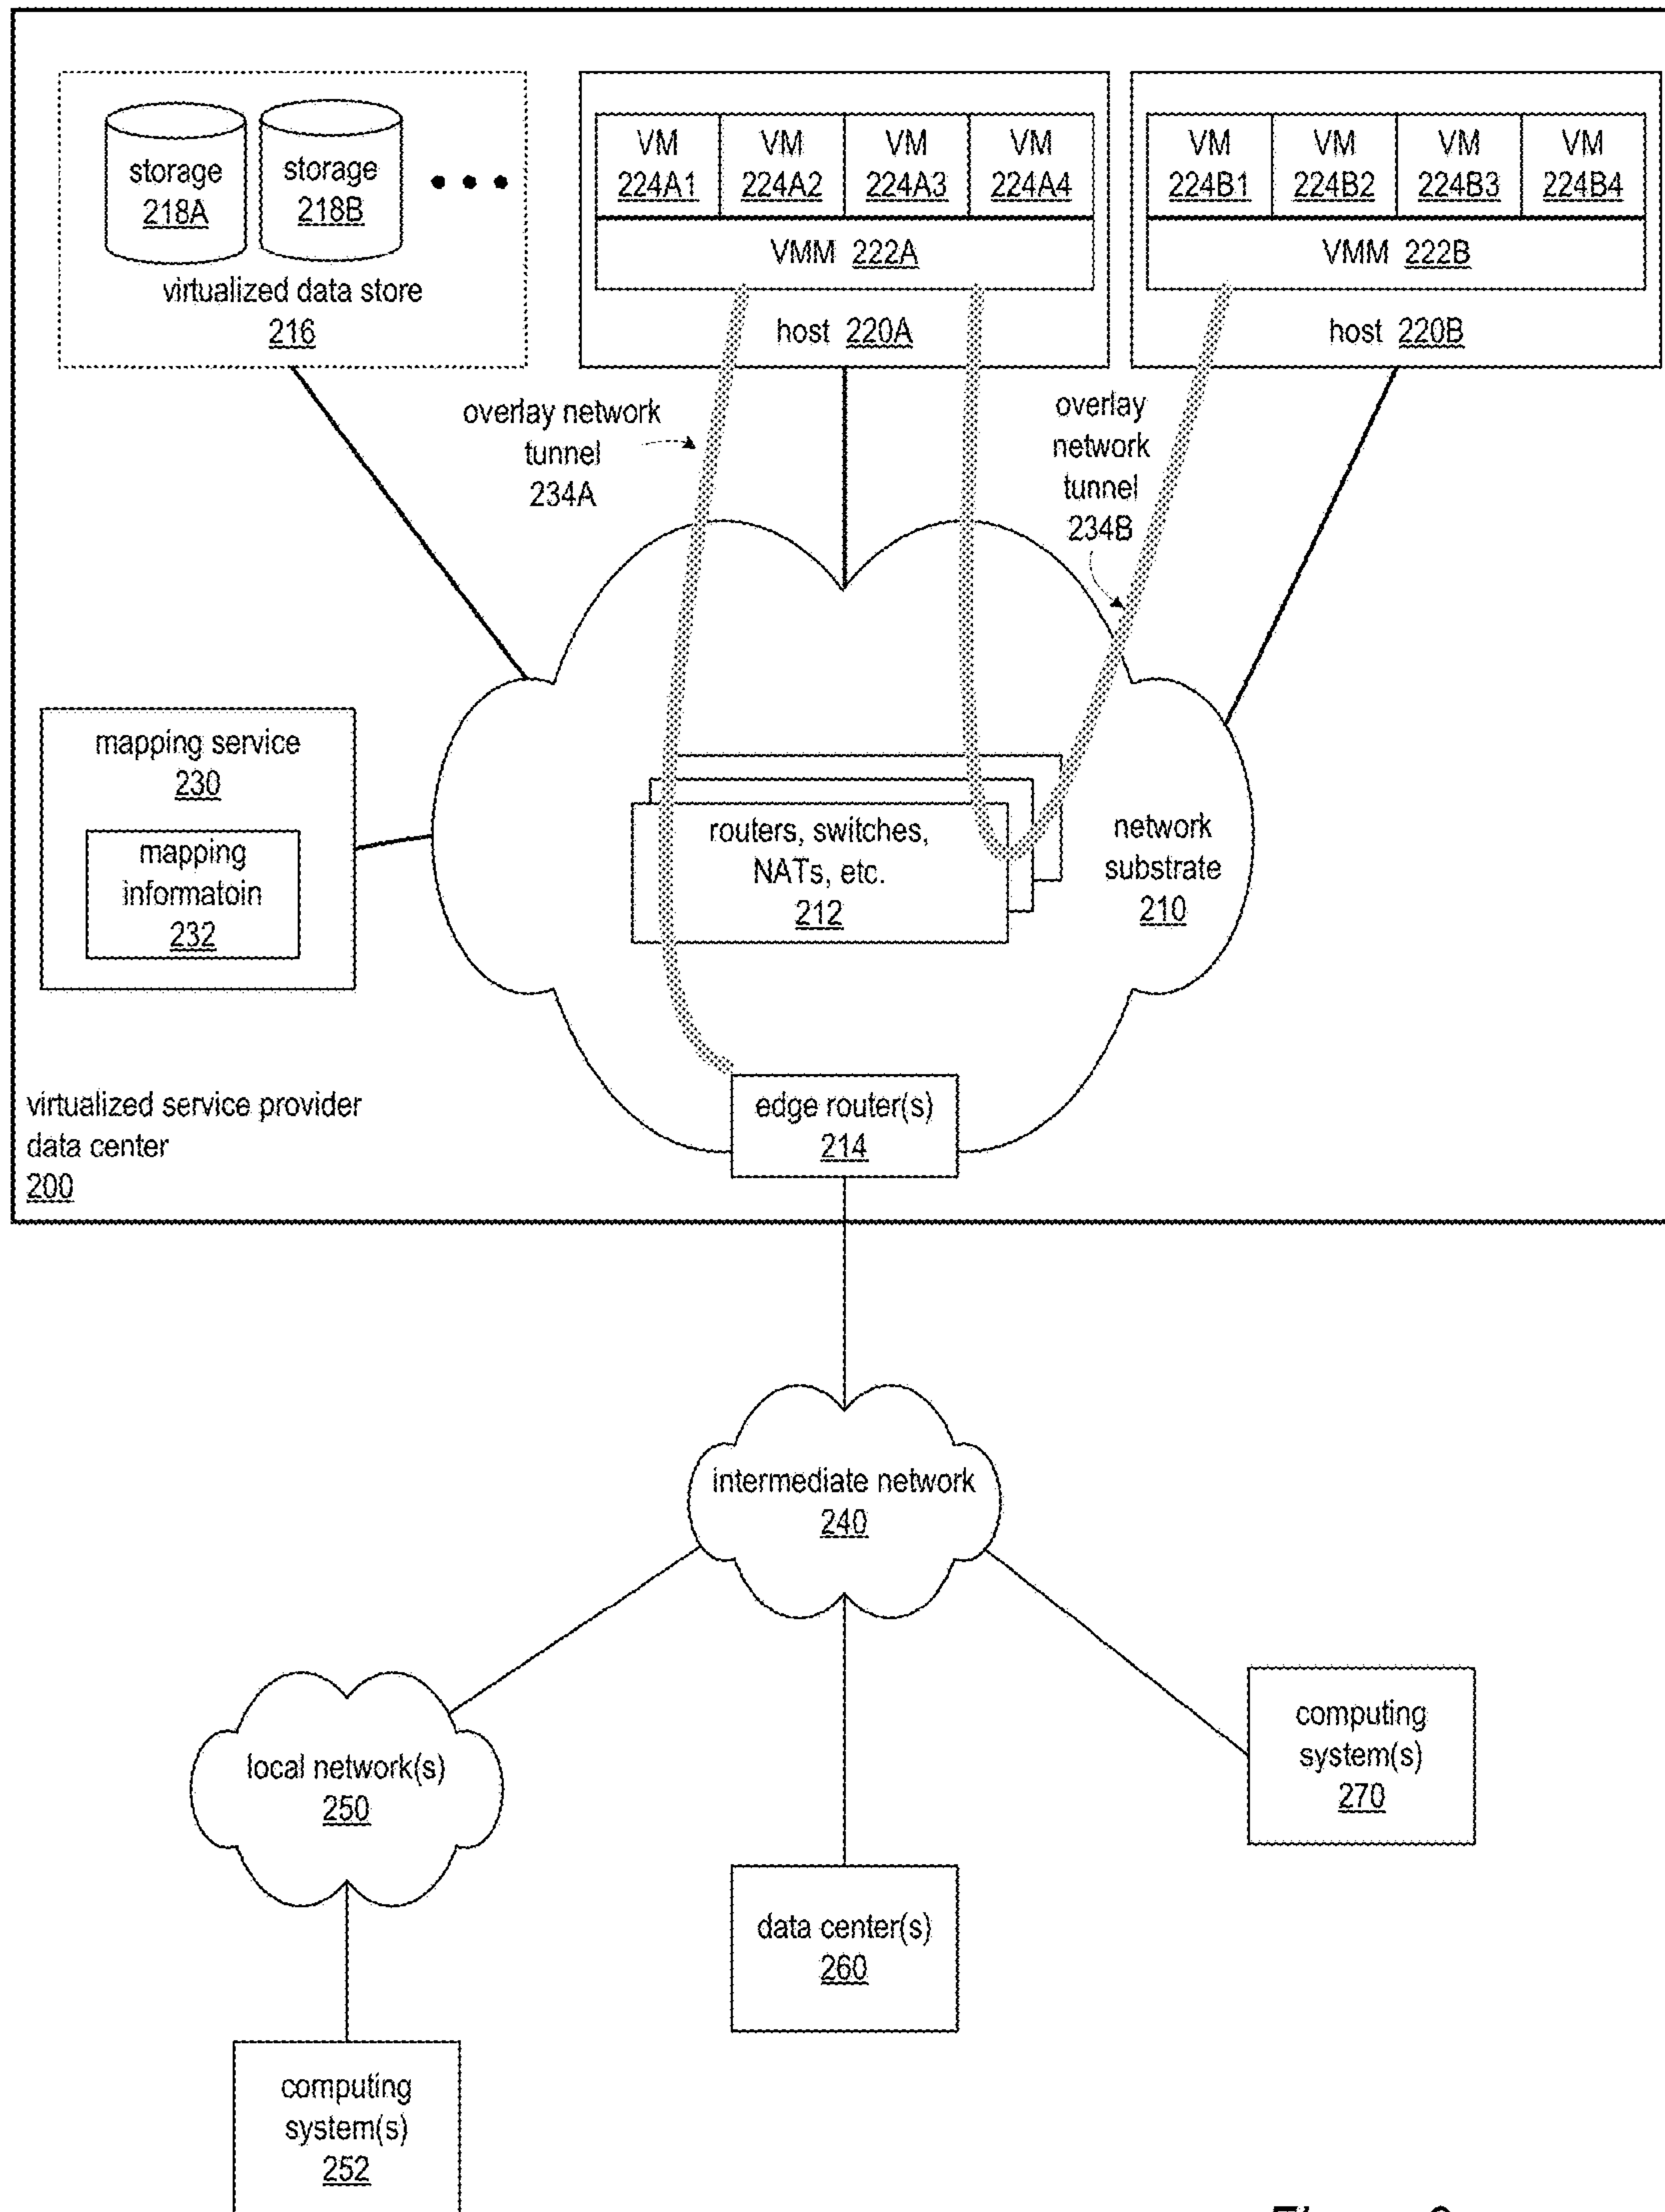 storage
218A
storage
218B
virtualized data store
216
VM
224A1
VM
224A2
VM
224A3
VM
224A4
VMM 222A
host 220A
VM
224B1
VM
224B2
VM
224B3
VM
224B4
VMM 222B
host 220B
overlay network
tunnel
234A
overlay
network
tunnel
234B
mapping service
230
mapping
informatoin
232
routers, switches,
NATs, etc.
212
network
substrate
210
edge router(s)
214
virtualized service provider
data center
200
intermediate network
240
local network(s)
250
computing
system(s)
270
data center(s)
260
computing
system(s)
252